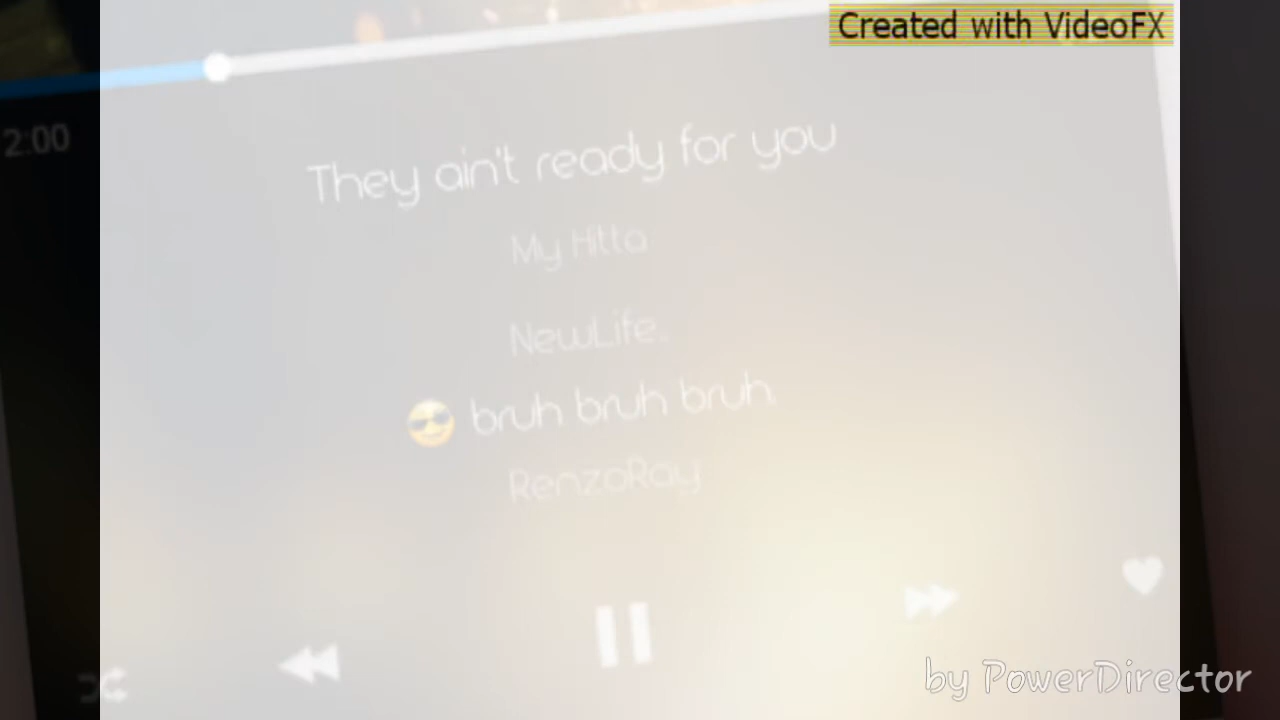 Created with VideoFX
2:00
They ain't ready for you
My Hitta
NewLife..
😎 bruh bruh bruh.
RenzoRay
by PowerDirector